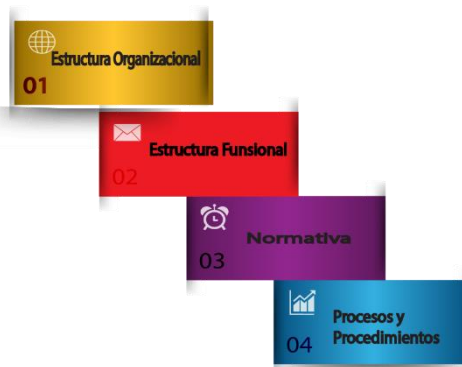 Estructura Organizacional
01
Estructura Funsional
02
Normativa
03
Procesos y
Procedimientos
04